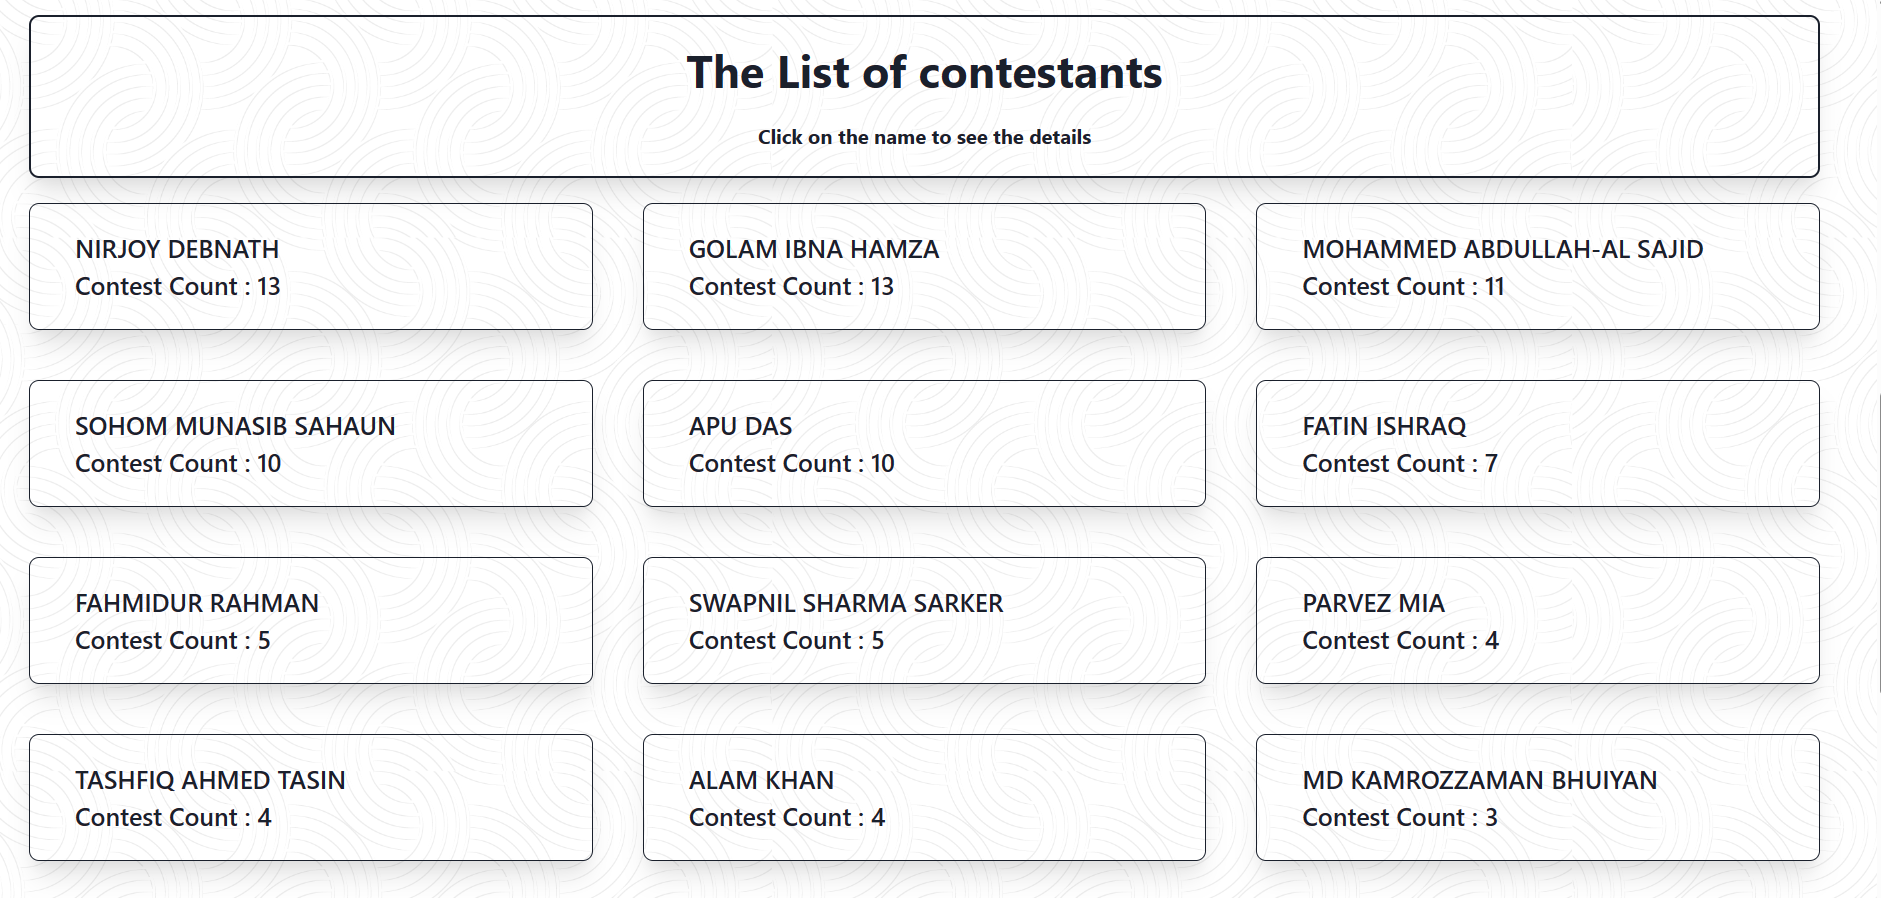 The List of contestants
Click on the name to see the details
NIRJOY DEBNATH
Contest Count : 13
GOLAM IBNA HAMZA
Contest Count : 13
MOHAMMED ABDULLAH-AL SAJID
Contest Count : 11
SOHOM MUNASIB SAHAUN
Contest Count : 10
APU DAS
Contest Count : 10
FATIN ISHRAQ
Contest Count : 7
FAHMIDUR RAHMAN
Contest Count : 5
SWAPNIL SHARMA SARKER
Contest Count : 5
PARVEZ MIA
Contest Count : 4
TASHFIQ AHMED TASIN
Contest Count : 4
ALAM KHAN
Contest Count : 4
MD KAMROZZAMAN BHUIYAN
Contest Count : 3